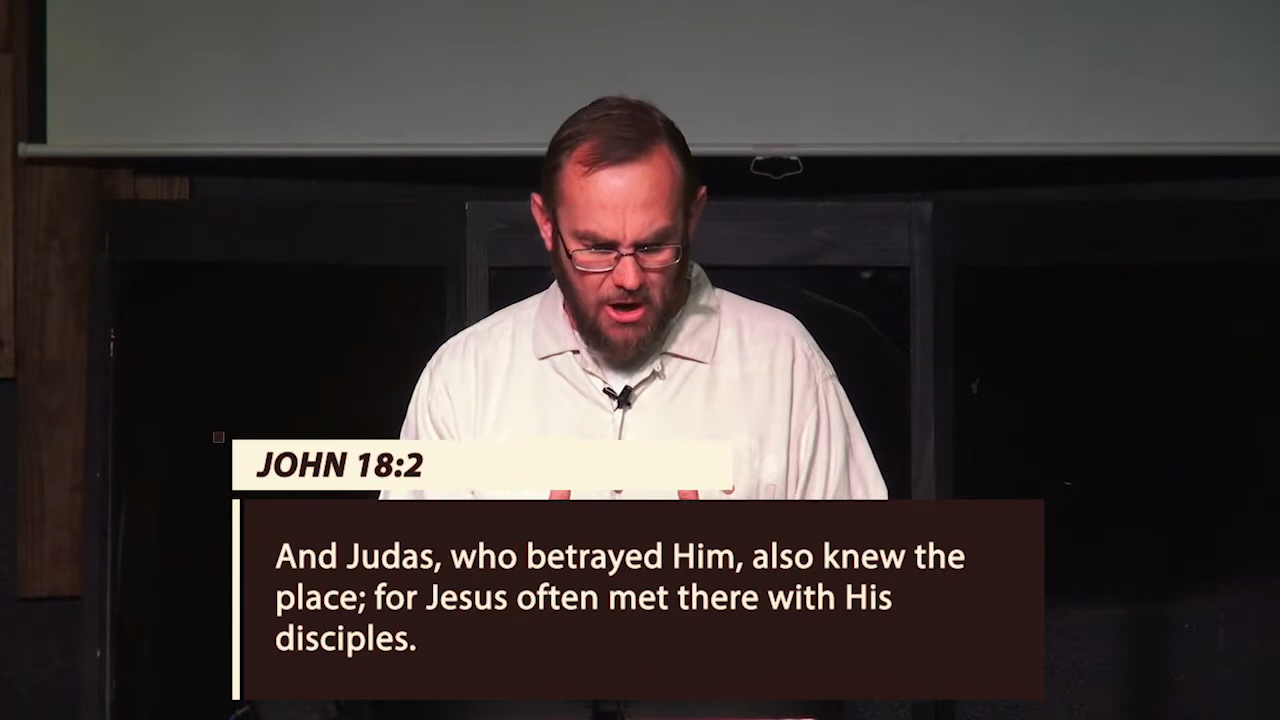 JOHN 18:2
And Judas, who betrayed Him, also knew the
place; for Jesus often met there with His
disciples.